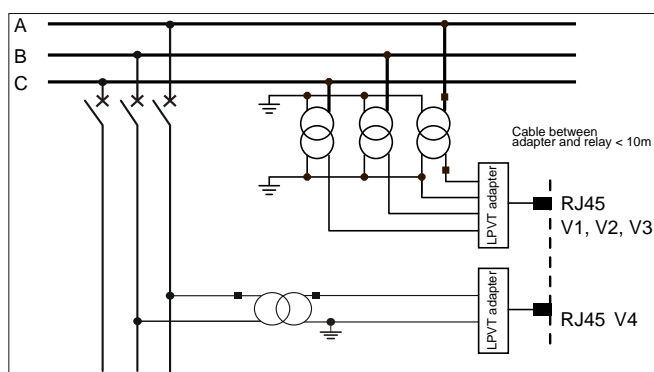 A
B
C
Cable between
adapter and relay < 10m
LPVT adapter
RJ45
V1, V2, V3
LPVT adapter
RJ45 V4